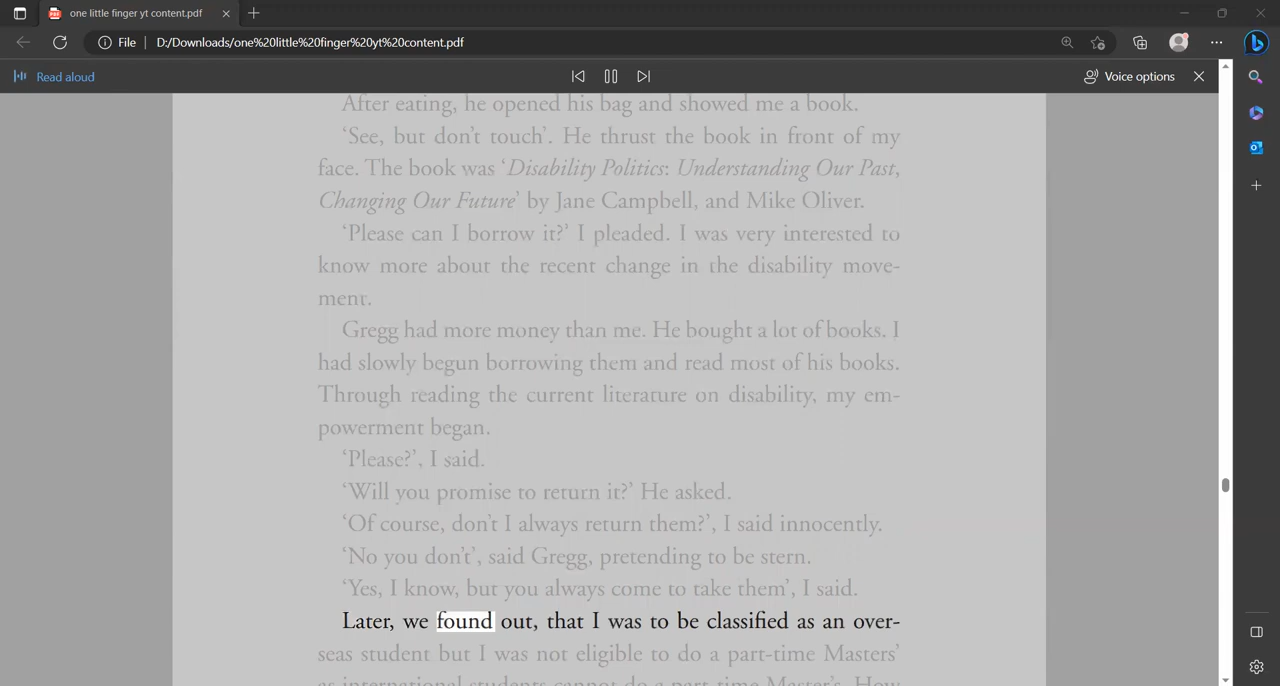 one little finger yt content.pdf
File D:/Downloads/one%20little%20finger%20yt%20content.pdf
Read aloud
Voice options
After eating, he opened his bag and showed me a book.
‘See, but don’t touch’. He thrust the book in front of my
face. The book was ‘Disability Politics: Understanding Our Past,
Changing Our Future’ by Jane Campbell, and Mike Oliver.
‘Please can I borrow it?’ I pleaded. I was very interested to
know more about the recent change in the disability move-
ment.
Gregg had more money than me. He bought a lot of books. I
had slowly begun borrowing them and read most of his books.
Through reading the current literature on disability, my em-
powerment began.
‘Please?’, I said.
‘Will you promise to return it?’ He asked.
‘Of course, don’t I always return them?’, I said innocently.
‘No you don’t’, said Gregg, pretending to be stern.
‘Yes, I know, but you always come to take them’, I said.
Later, we found out, that I was to be classified as an over-
seas student but I was not eligible to do a part-time Masters’
as international students cannot do a part-time Master’s. How